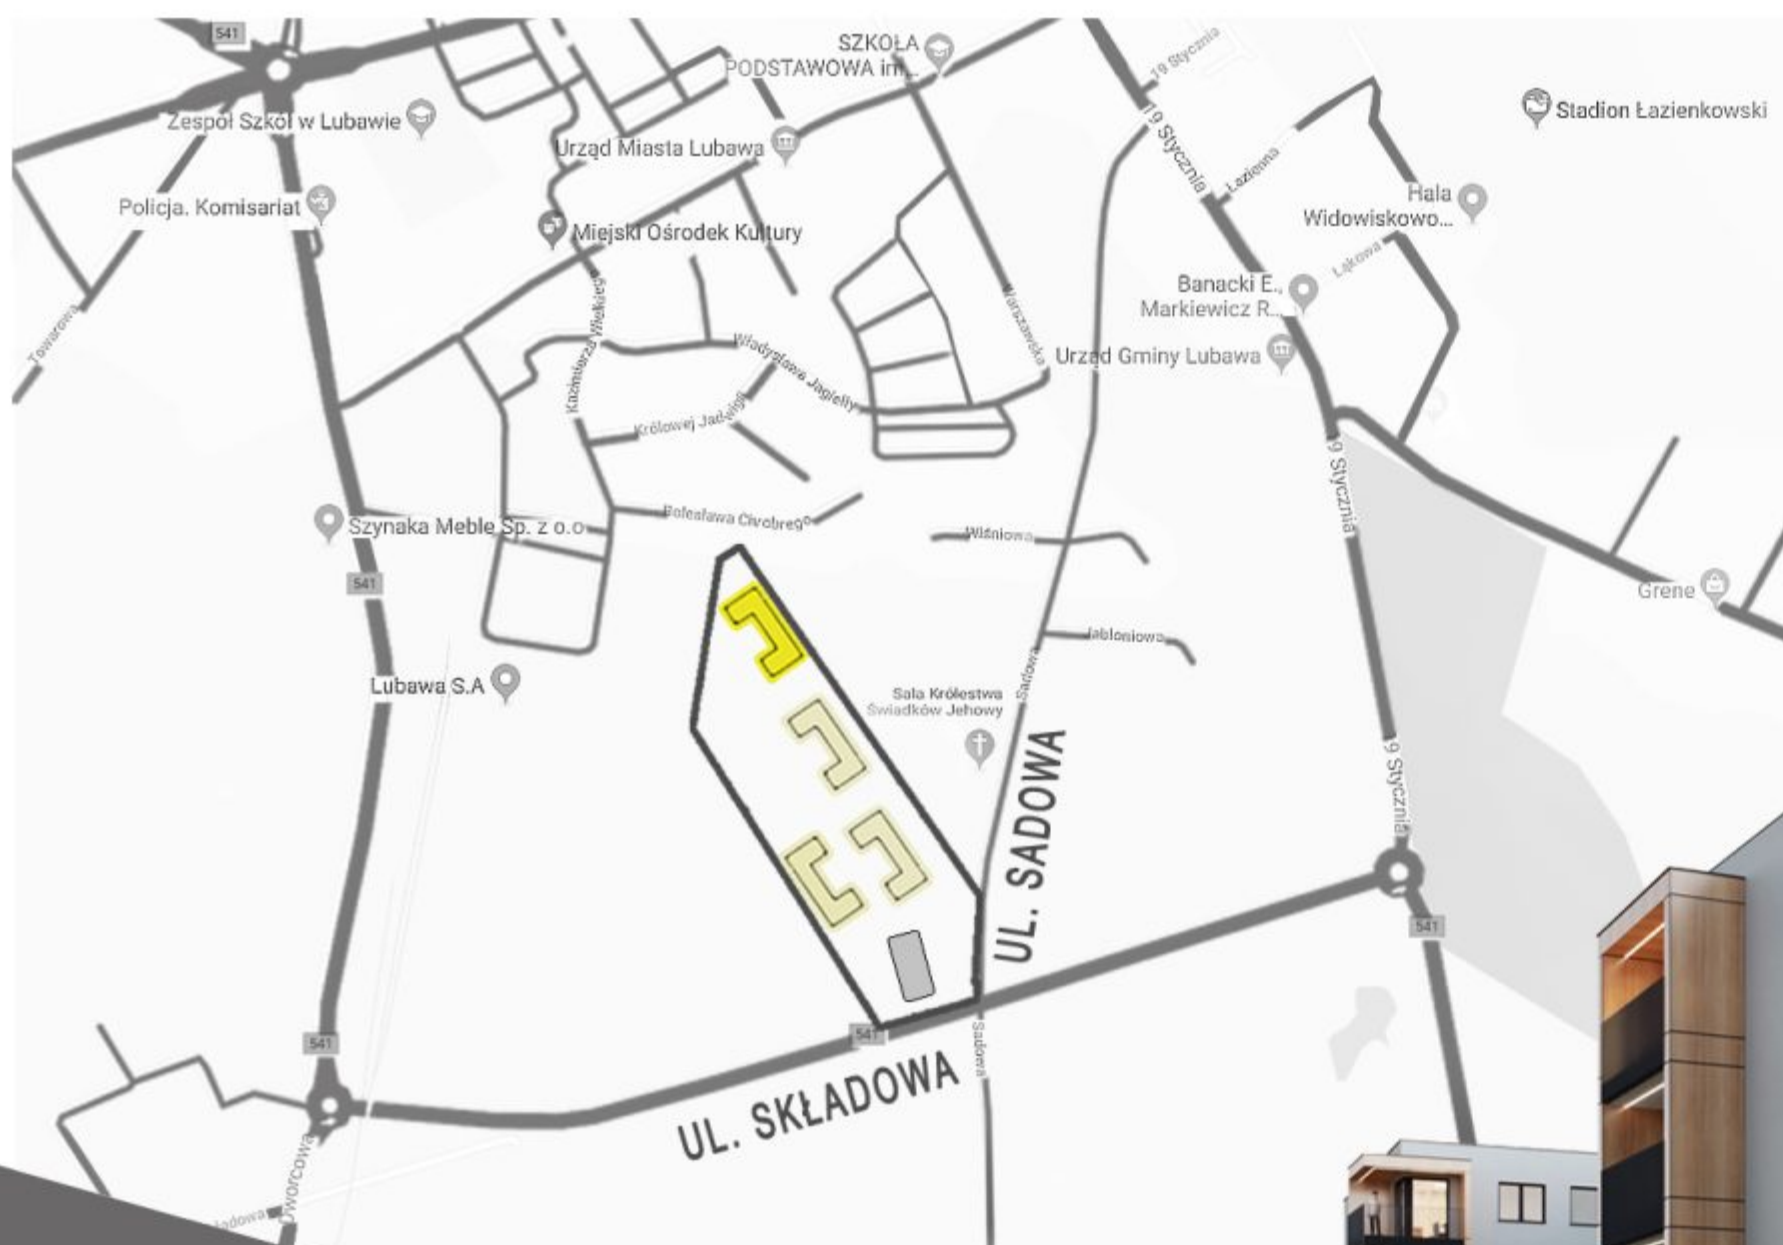 541
SZKOŁA
PODSTAWOWA im...
19 Stycznia
Stadion Łazienkowski
Zespół Szkół w Lubawie
Urząd Miasta Lubawa
19 Stycznia
Łazienna
Policja. Komisariat
Hala
Widowiskowo...
Miejski Ośrodek Kultury
Łąkowa
Kazimierza Wielkiego
Banacki E.,
Markiewicz R...
Warszawska
Towarowa
Władysława Jagiełły
Urząd Gminy Lubawa
Królowej Jadwigi
19 Stycznia
Bolesława Chrobrego
Szynaka Meble Sp. z o.o.
Wiśniowa
541
Grene
Jabłoniowa
Sadowa
Lubawa S.A
Sala Królestwa
Świadków Jehowy
UL. SADOWA
19 Stycznia
541
541
541
Sadowa
UL. SKŁADOWA
Dworcowa